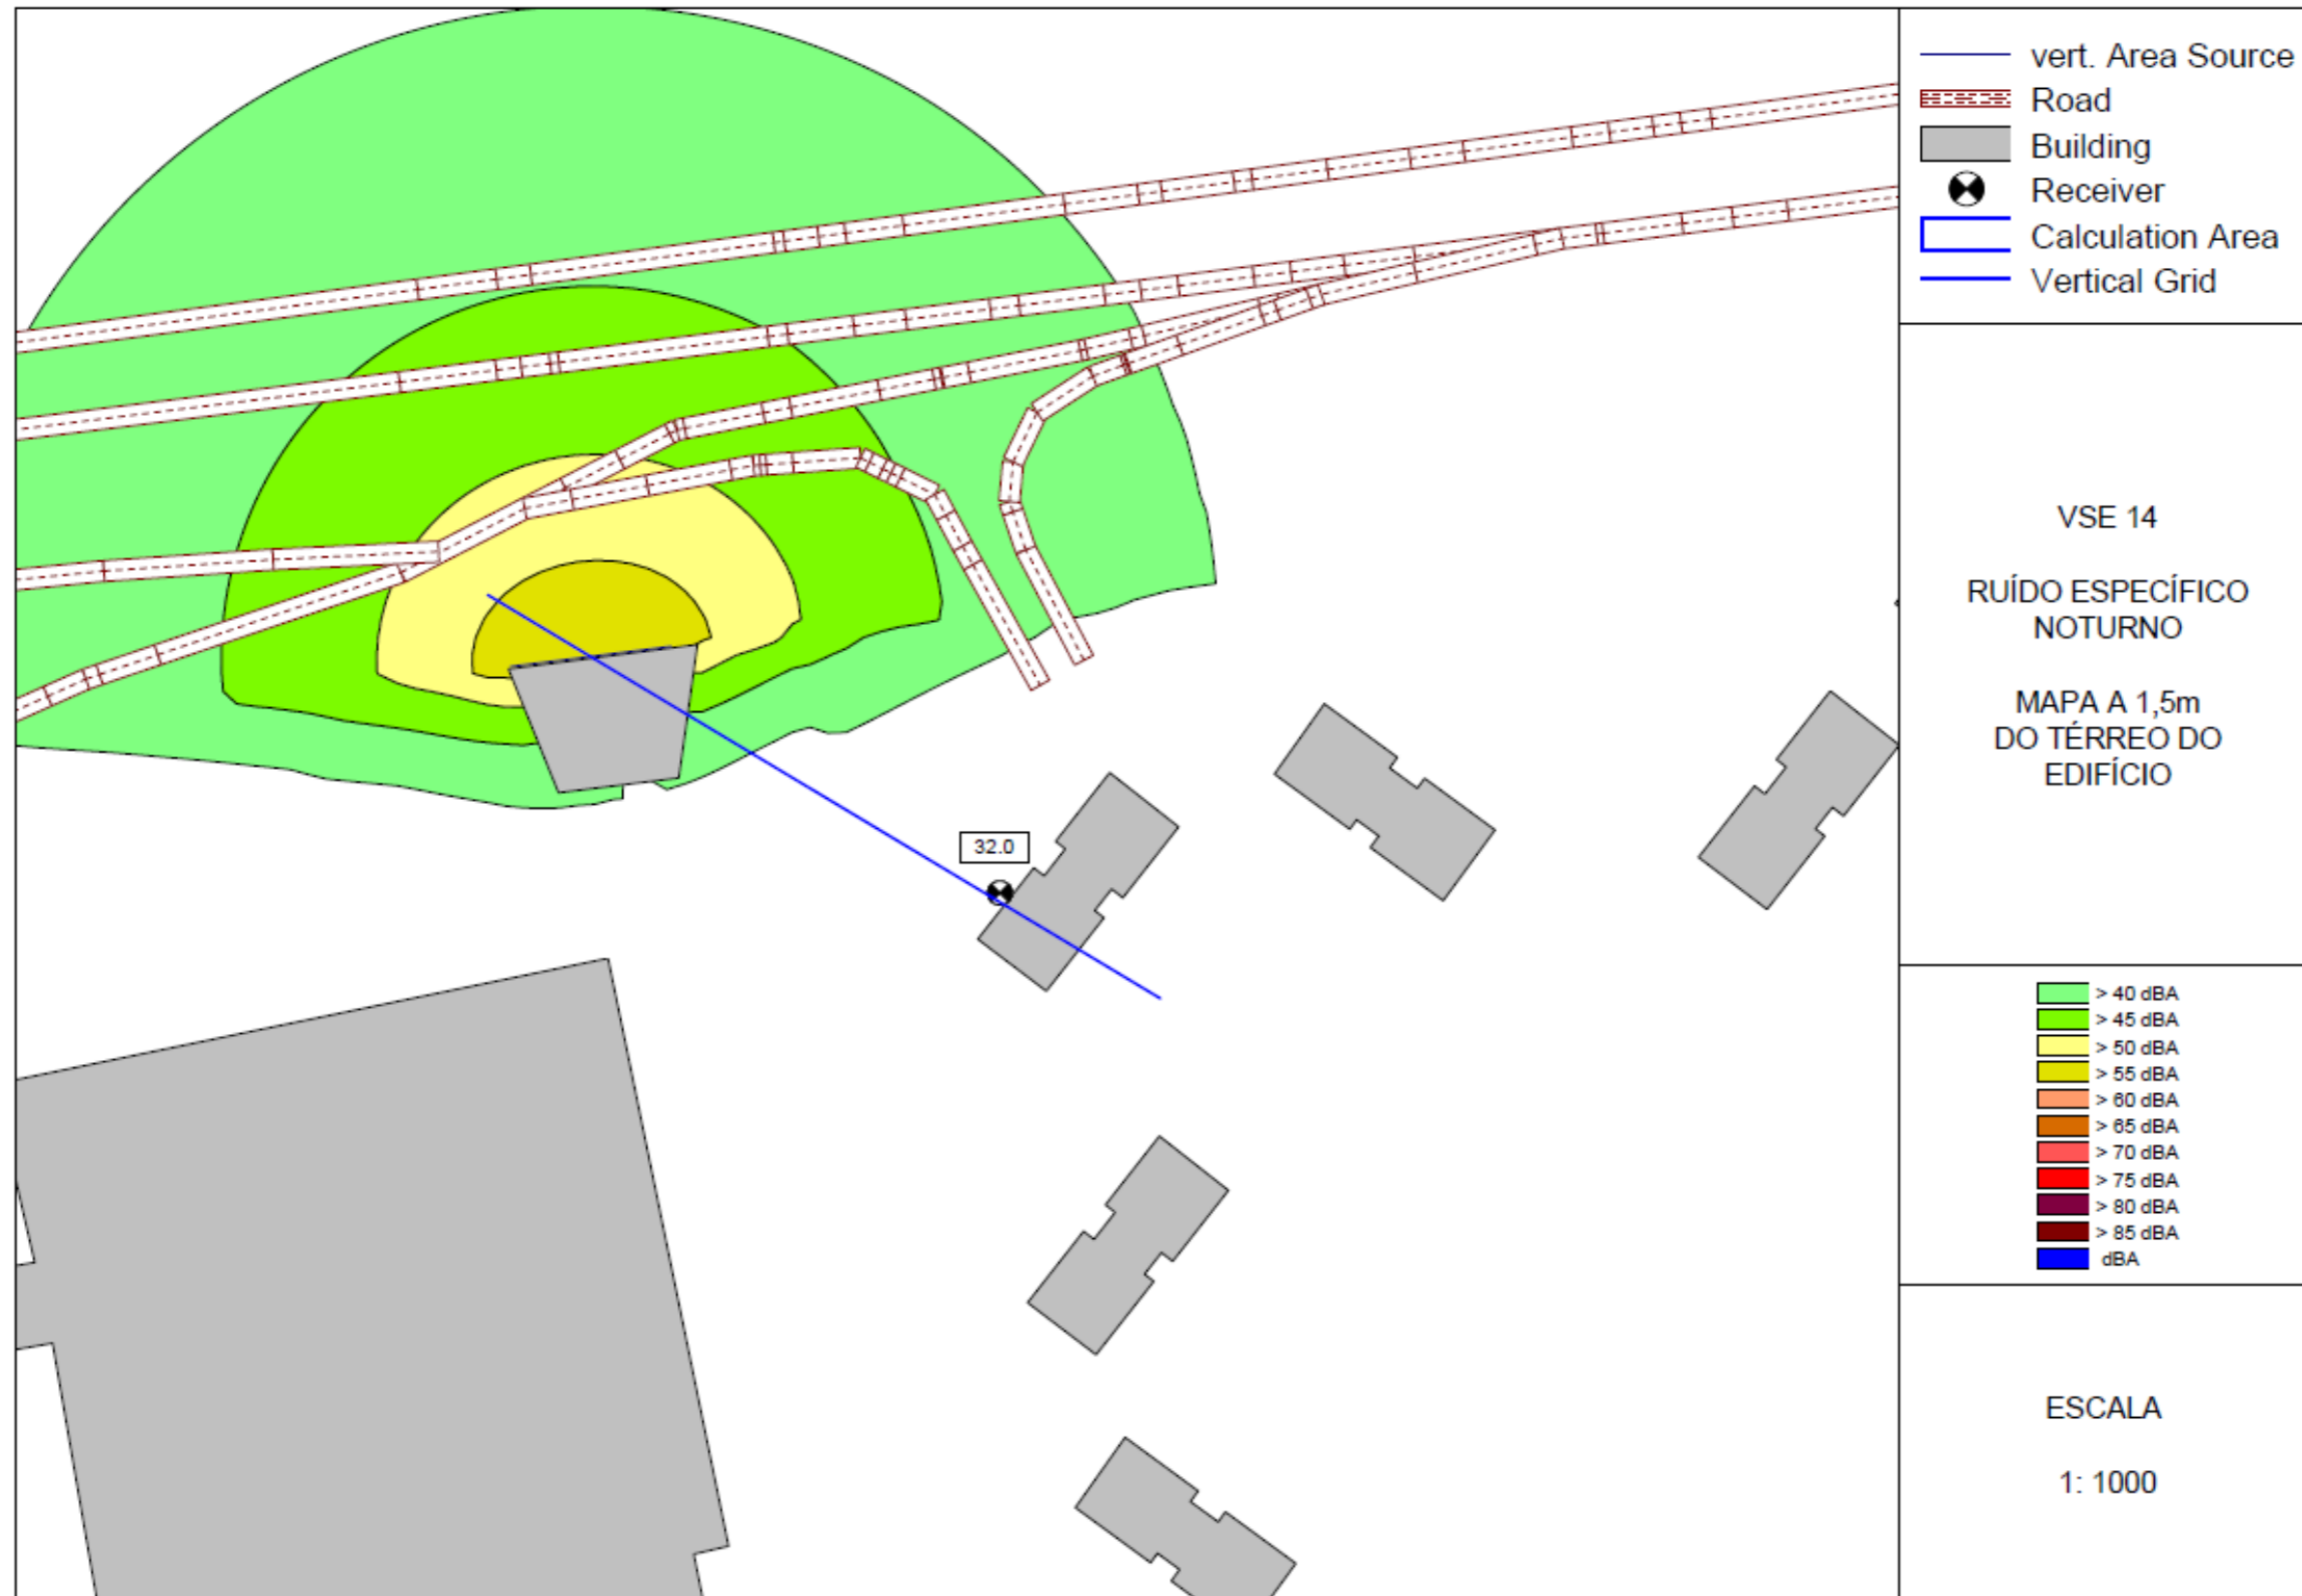 vert. Area Source
Road
Building
Receiver
Calculation Area
Vertical Grid
VSE 14
RUÍDO ESPECÍFICO
NOTURNO
MAPA A 1,5m
DO TÉRREO DO
EDIFÍCIO
32.0
> 40 dBA
> 45 dBA
> 50 dBA
> 55 dBA
> 60 dBA
> 65 dBA
> 70 dBA
> 75 dBA
> 80 dBA
> 85 dBA
dBA
ESCALA
1: 1000